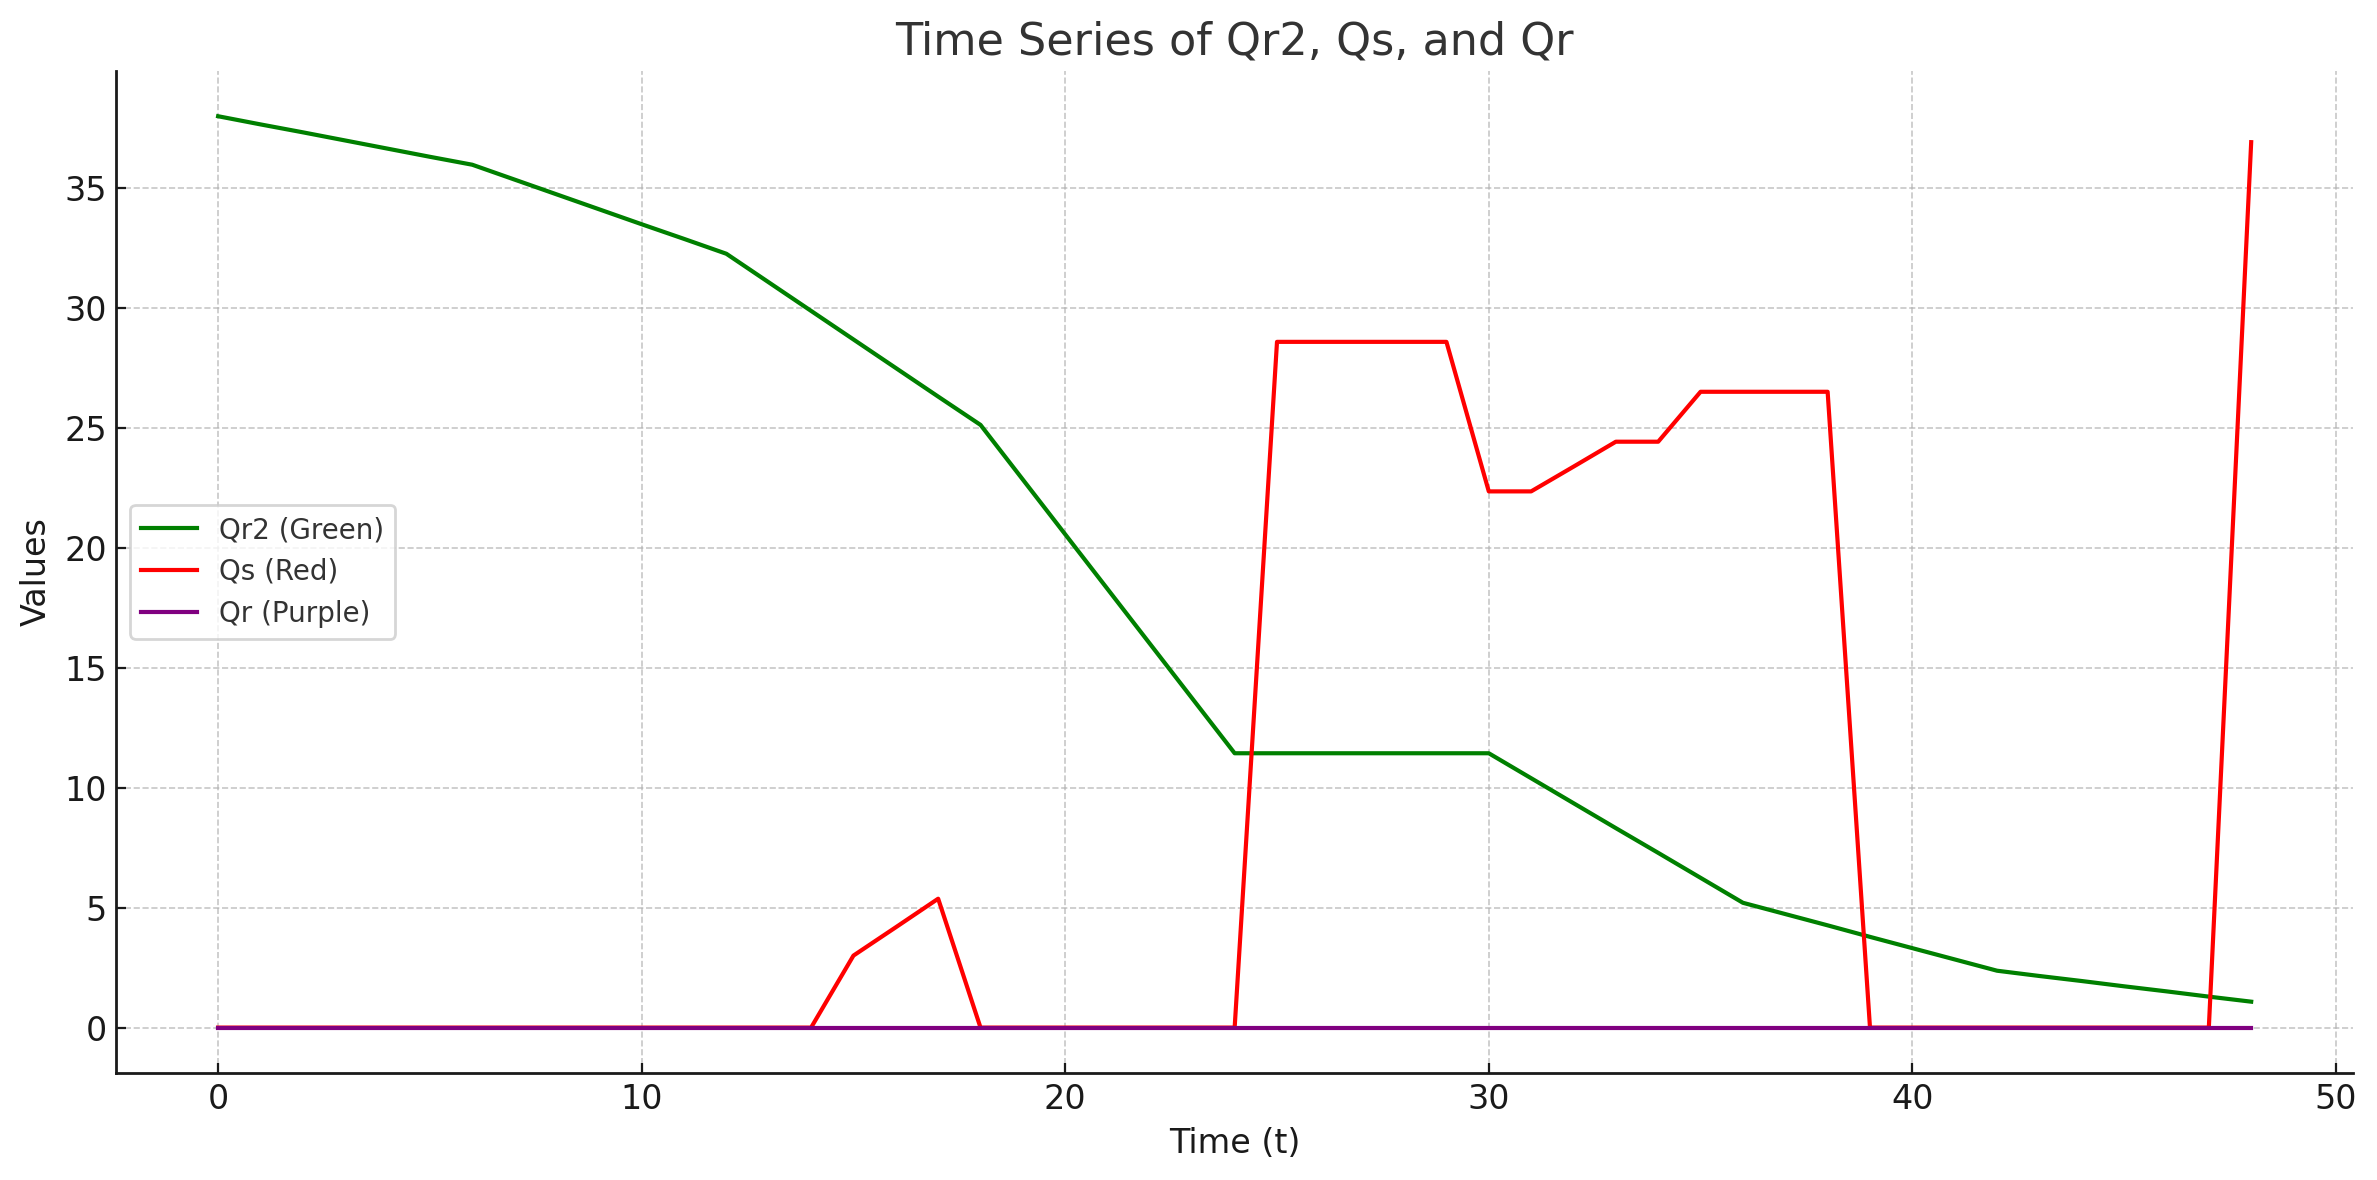 Time Series of Qr2, Qs, and Qr
35
30
25
20
15
10
5
0
Values
Qr2 (Green)
Qs (Red)
Qr (Purple)
0 10 20 30 40 50
Time (t)